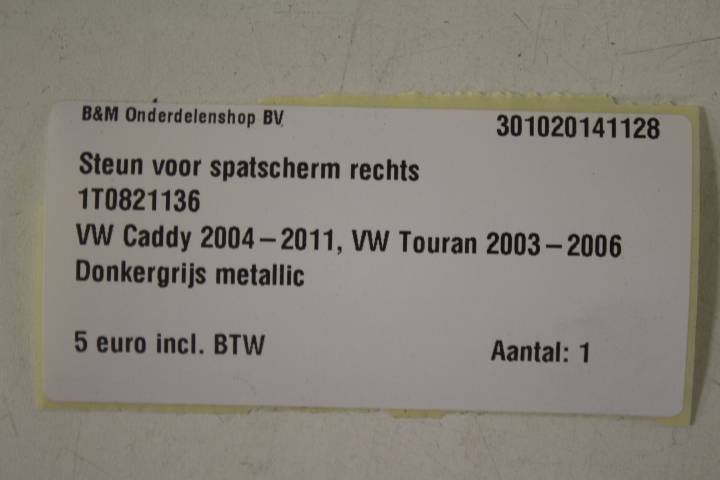 B&M Onderdelenshop BV.
301020141128
Steun voor spatscherm rechts
1T0821136
VW Caddy 2004 – 2011, VW Touran 2003 – 2006
Donkergrijs metallic
5 euro incl. BTW
Aantal: 1